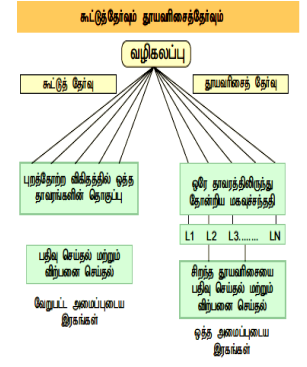 கூட்டுத்தேர்வும் தூயவரிசைத்தேர்வும்
வழிகலப்பு
கூட்டுத் தேர்வு
தூயவரிசைத் தேர்வு
புறத்தோற்ற விகிதத்தில் ஒத்த
தாவரங்களின் தொகுப்பு
பதிவு செய்தல் மற்றும்
விற்பனை செய்தல்
வேறுபட்ட அமைப்புடைய
இரகங்கள்
ஒரே தாவரத்திலிருந்து
தோன்றிய மகவுச்சந்ததி
L1 L2 L3........ LN
சிறந்த தூயவரிசையை
பதிவு செய்தல் மற்றும்
விற்பனை செய்தல்
ஒத்த அமைப்புடைய
இரகங்கள்